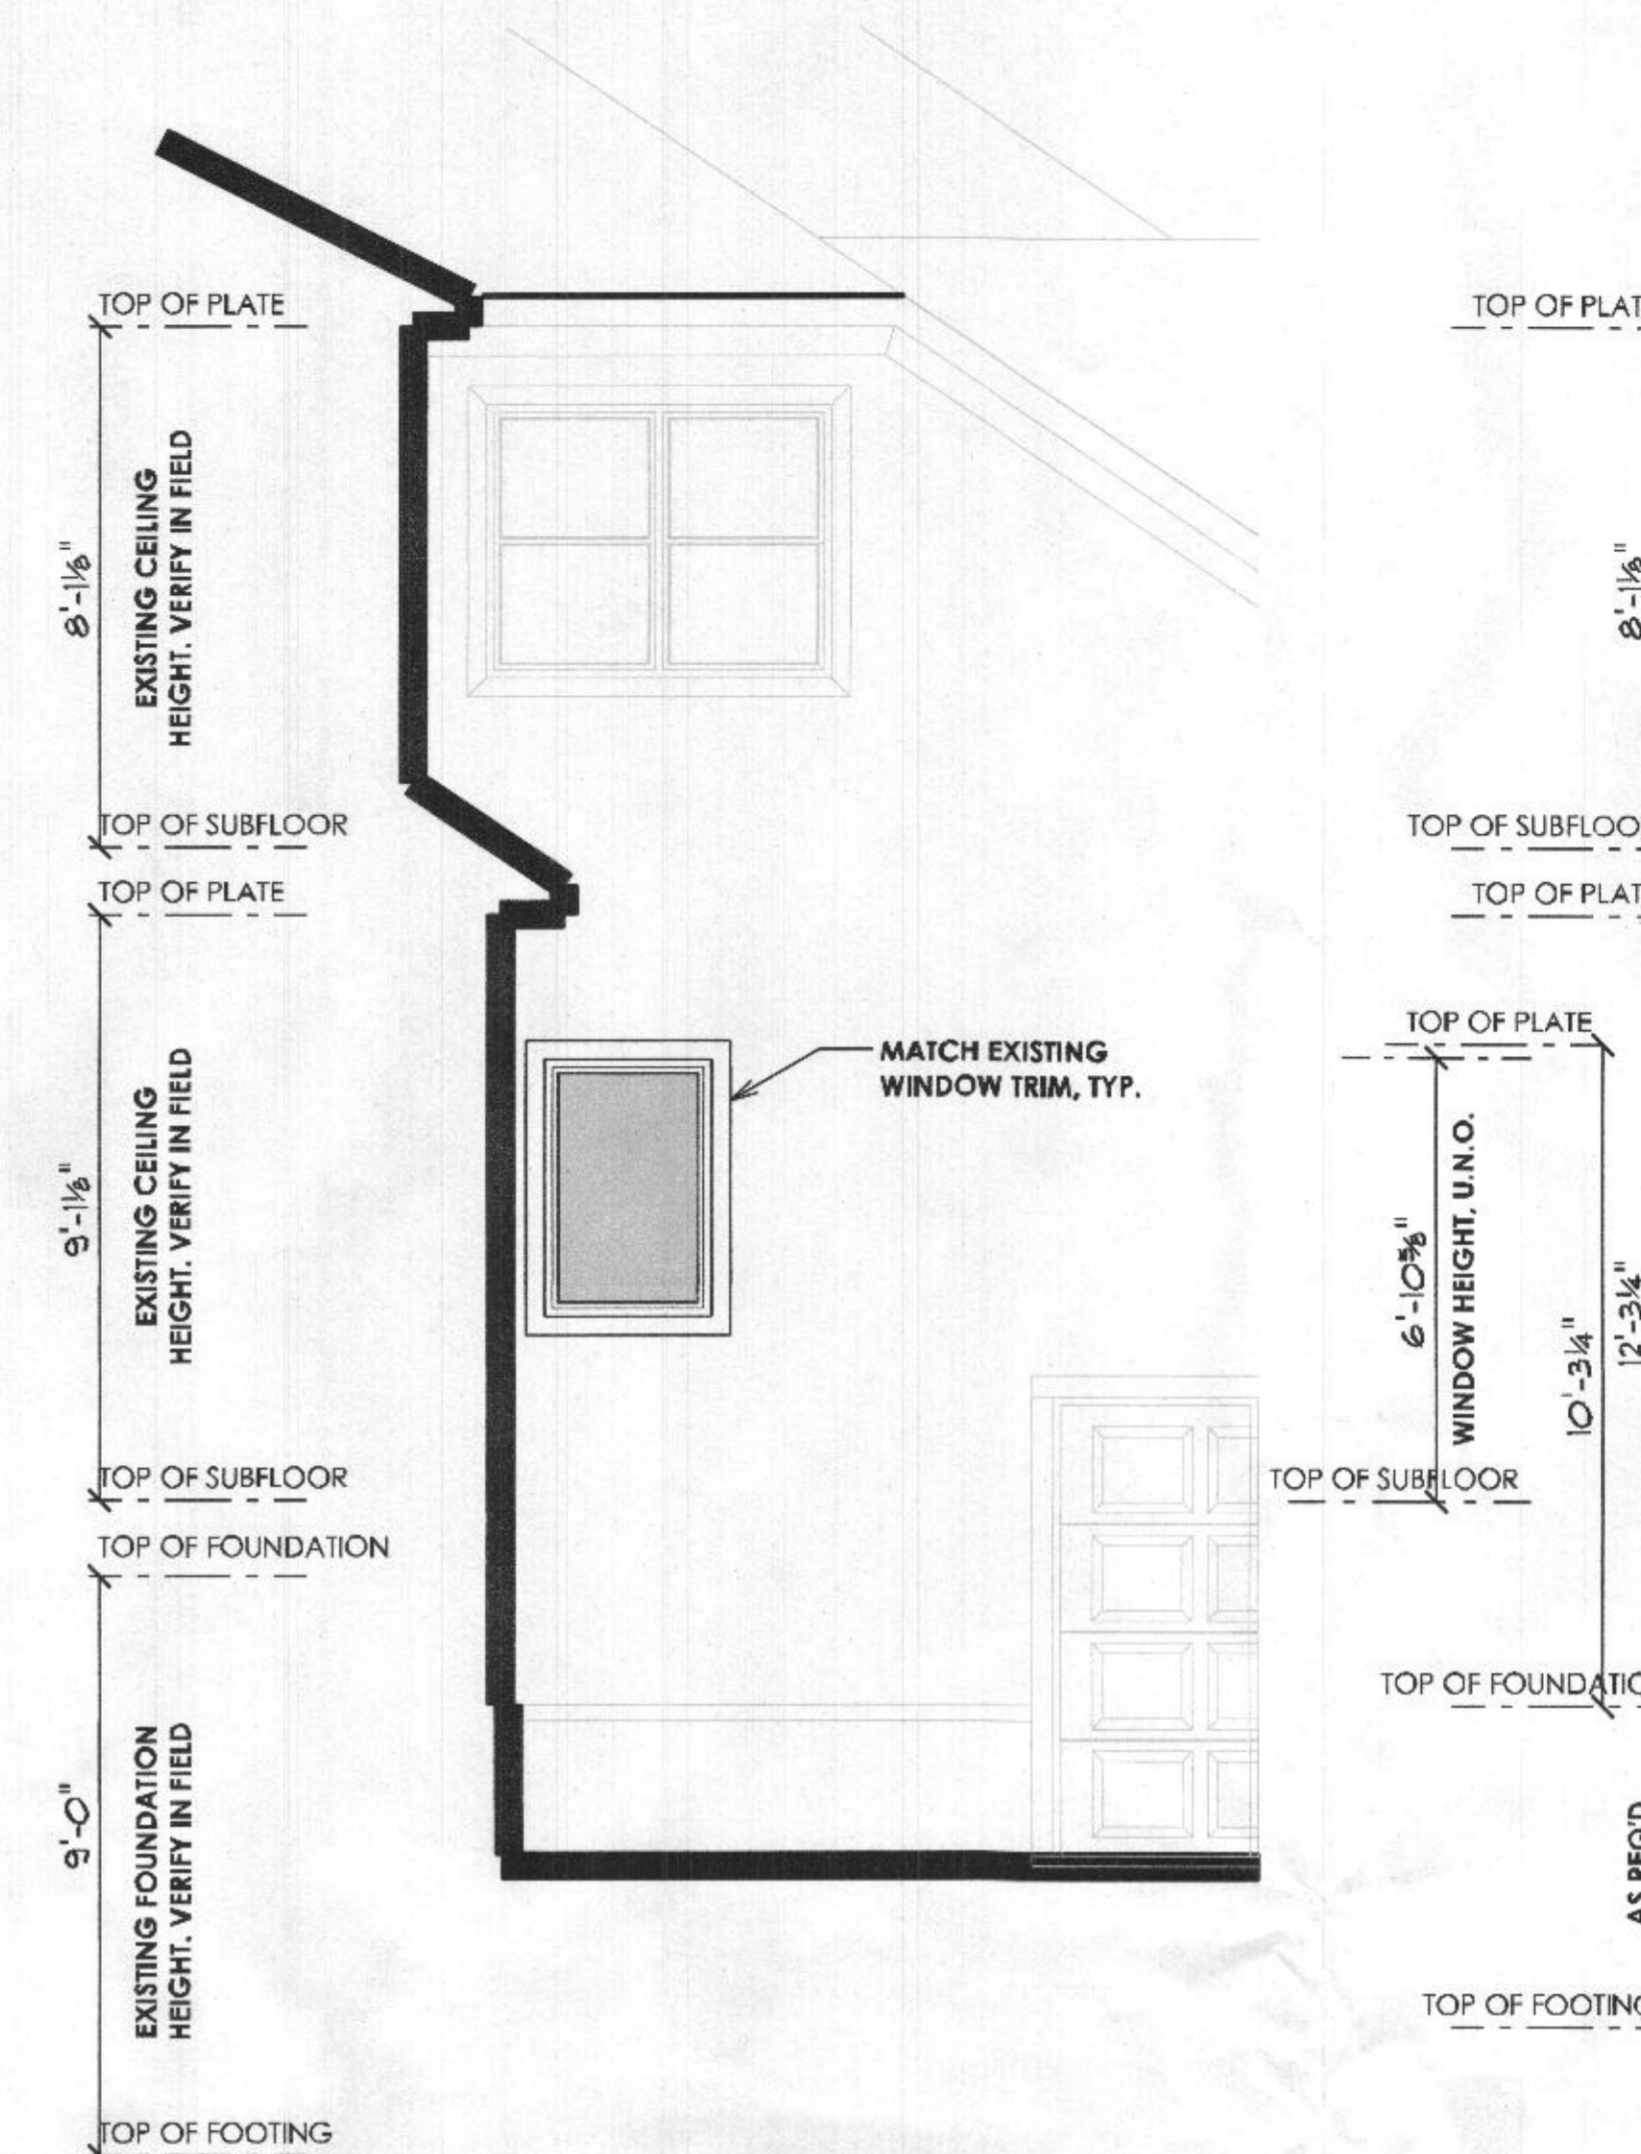 TOP OF PLATE
8'-1⅛"
EXISTING CEILING
HEIGHT. VERIFY IN FIELD
TOP OF SUBFLOOR
TOP OF PLATE
9'-1⅛"
EXISTING CEILING
HEIGHT. VERIFY IN FIELD
TOP OF SUBFLOOR
TOP OF FOUNDATION
9'-0"
EXISTING FOUNDATION
HEIGHT. VERIFY IN FIELD
TOP OF FOOTING
MATCH EXISTING
WINDOW TRIM, TYP.
TOP OF PLAT
8'-1⅛"
TOP OF SUBFLOO
TOP OF PLAT
TOP OF PLATE
6'-10⅝"
WINDOW HEIGHT, U.N.O.
10'-3¼"
12'-3¼"
TOP OF SUBFLOOR
TOP OF FOUNDATIO
AS REQ'D
TOP OF FOOTING